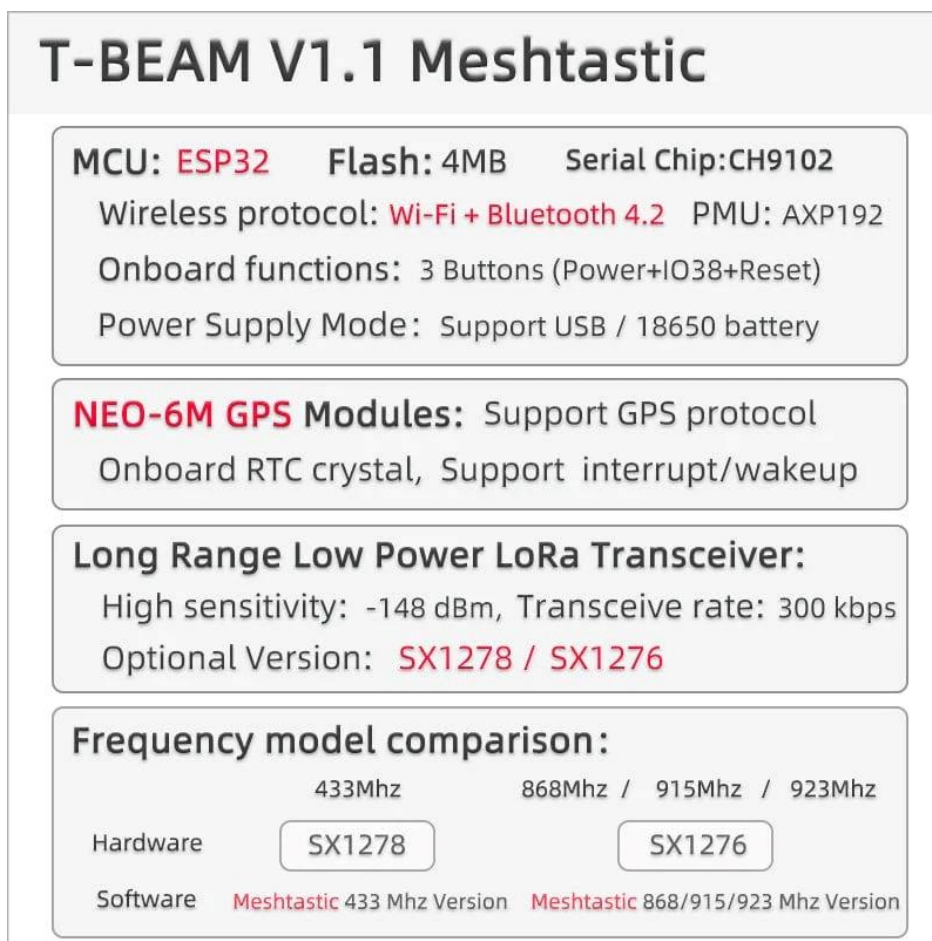 T-BEAM V1.1 Meshtastic
MCU: ESP32 Flash: 4MB Serial Chip:CH9102
Wireless protocol: Wi-Fi + Bluetooth 4.2 PMU: AXP192
Onboard functions: 3 Buttons (Power+IO38+Reset)
Power Supply Mode: Support USB / 18650 battery
NEO-6M GPS Modules: Support GPS protocol
Onboard RTC crystal, Support interrupt/wakeup
Long Range Low Power LoRa Transceiver:
High sensitivity: -148 dBm, Transceive rate: 300 kbps
Optional Version: SX1278 / SX1276
Frequency model comparison:
433Mhz 868Mhz / 915Mhz / 923Mhz
Hardware SX1278 SX1276
Software Meshtastic 433 Mhz Version Meshtastic 868/915/923 Mhz Version